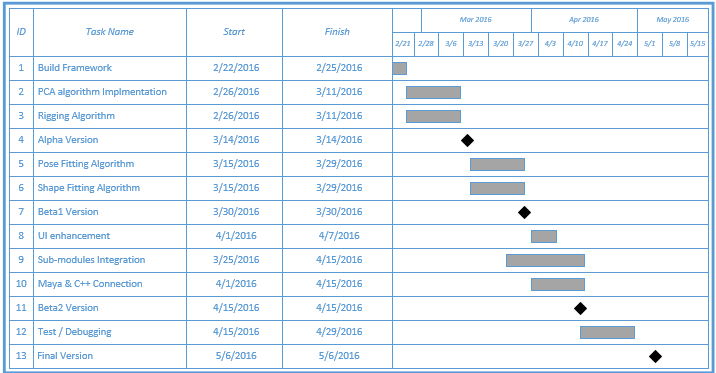 ID Task Name Start Finish Mar 2016 Apr 2016 May 2016
2/21 2/28 3/6 3/13 3/20 3/27 4/3 4/10 4/17 4/24 5/1 5/8 5/15
1 Build Framework 2/22/2016 2/25/2016
2 PCA algorithm Implmentation 2/26/2016 3/11/2016
3 Rigging Algorithm 2/26/2016 3/11/2016
4 Alpha Version 3/14/2016 3/14/2016
5 Pose Fitting Algorithm 3/15/2016 3/29/2016
6 Shape Fitting Algorithm 3/15/2016 3/29/2016
7 Beta1 Version 3/30/2016 3/30/2016
8 UI enhancement 4/1/2016 4/7/2016
9 Sub-modules Integration 3/25/2016 4/15/2016
10 Maya & C++ Connection 4/1/2016 4/15/2016
11 Beta2 Version 4/15/2016 4/15/2016
12 Test / Debugging 4/15/2016 4/29/2016
13 Final Version 5/6/2016 5/6/2016